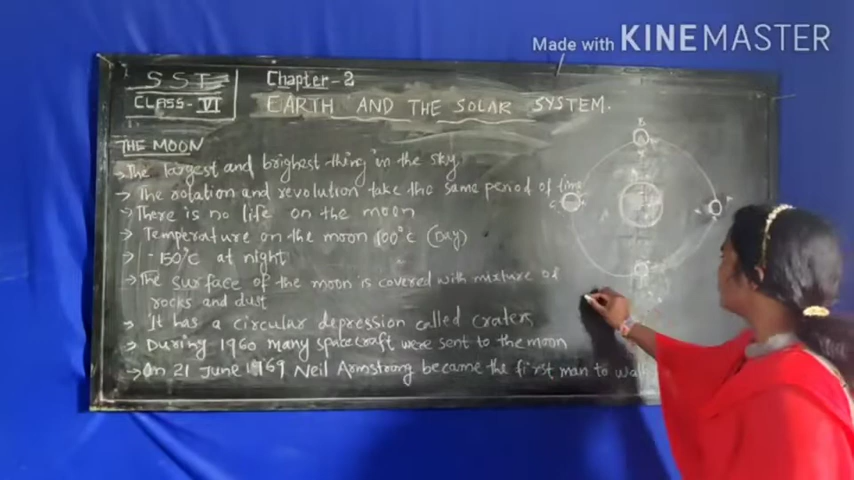 Made with KINEMASTER
SST
CLASS-VI
Chapter-2
EARTH AND THE SOLAR SYSTEM.
THE MOON
→ The largest and brighest thing in the sky
→ The rotation and revolution take the same period of time
→ There is no life on the moon
→ Temperature on the moon 100°c (Day)
→ -150°C at night
→ The surface of the moon is covered with mixture of
rocks and dust
→ It has a circular depression called craters
→ During 1960 many spacecraft were sent to the moon
→ On 21 June 1969 Neil Armstrong became the first man to walk